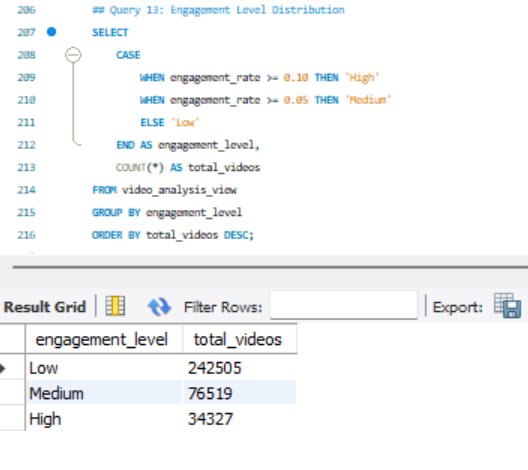 206 ## Query 13: Engagement Level Distribution
207 SELECT
208 CASE
209 WHEN engagement_rate >= 0.10 THEN 'High'
210 WHEN engagement_rate >= 0.05 THEN 'Medium'
211 ELSE 'Low'
212 END AS engagement_level,
213 COUNT(*) AS total_videos
214 FROM video_analysis_view
215 GROUP BY engagement_level
216 ORDER BY total_videos DESC;
Result Grid Filter Rows: Export:
engagement_level total_videos
Low 242505
Medium 76519
High 34327